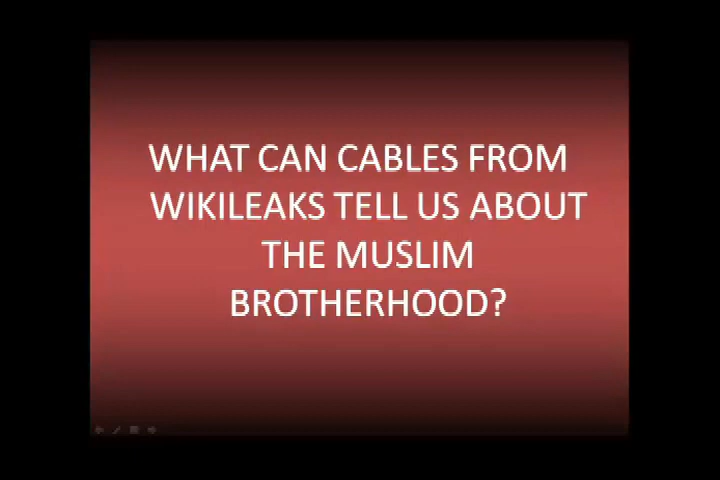 WHAT CAN CABLES FROM
WIKILEAKS TELL US ABOUT
THE MUSLIM
BROTHERHOOD?